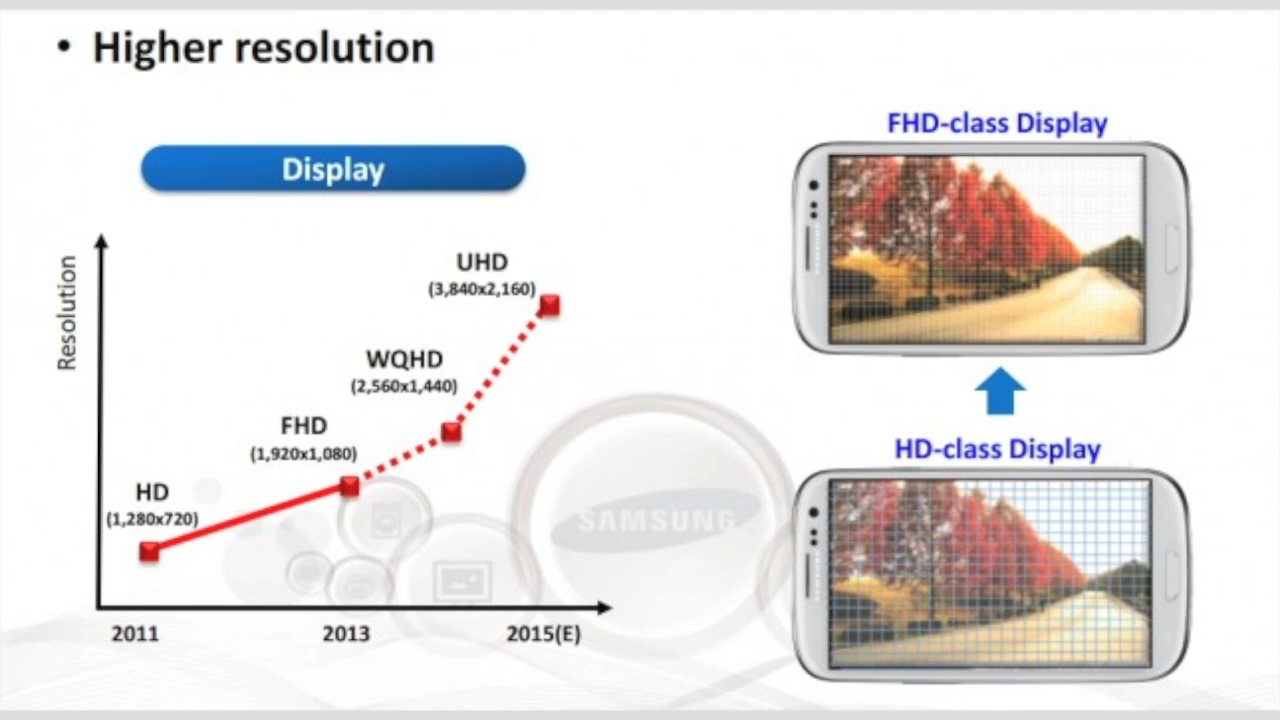 • Higher resolution
Display
Resolution
UHD
(3,840x2,160)
WQHD
(2,560x1,440)
FHD
(1,920x1,080)
HD
(1,280x720)
2011
2013
2015(E)
SAMSUNG
FHD-class Display
HD-class Display